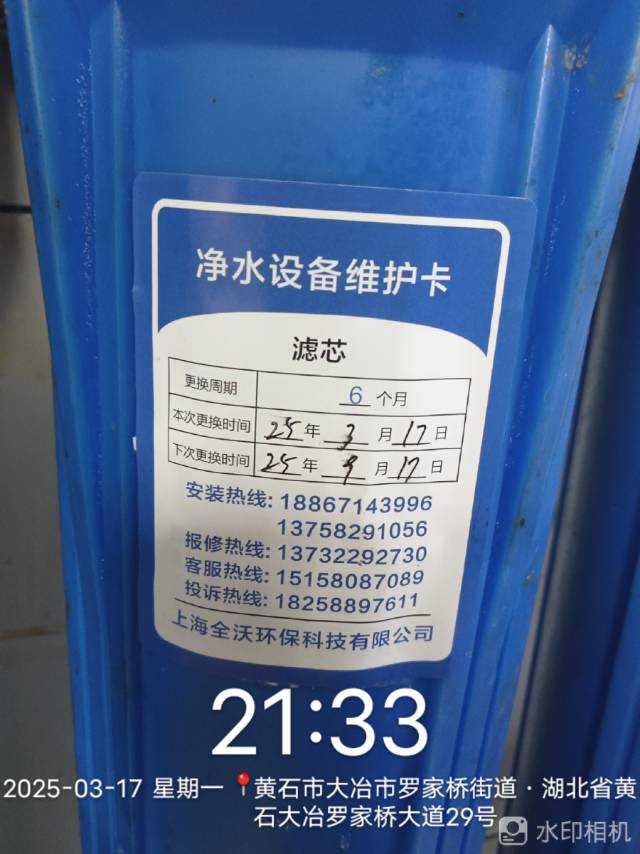 净水设备维护卡
滤芯
更换周期 6 个月
本次更换时间 25 年 3 月 17 日
下次更换时间 25 年 9 月 17 日
安装热线: 18867143996
13758291056
报修热线: 13732292730
客服热线: 15158087089
投诉热线: 18258897611
上海全沃环保科技有限公司
21:33
2025-03-17 星期一 📍黄石市大冶市罗家桥街道·湖北省黄
石大冶罗家桥大道29号
水印相机